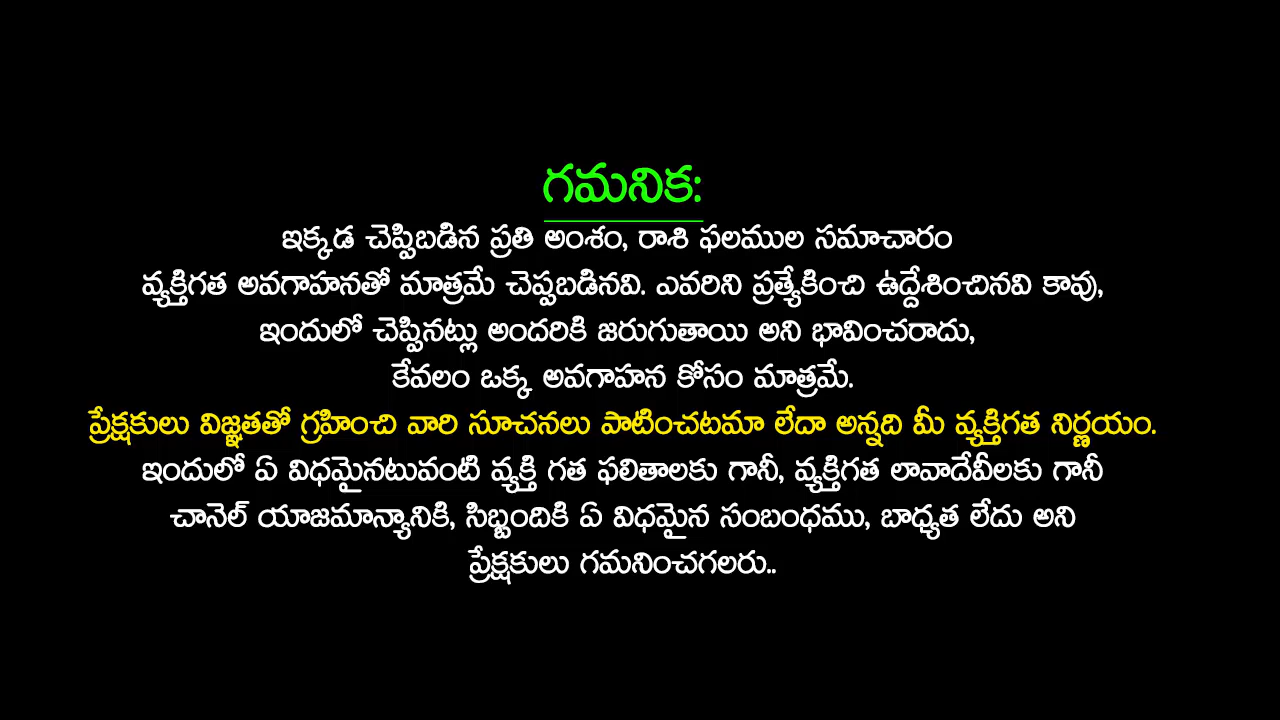 గమనిక:
ఇక్కడ చెప్పిబడిన ప్రతి అంశం, రాశి ఫలముల సమాచారం
వ్యక్తిగత అవగాహనతో మాత్రమే చెప్పబడినవి. ఎవరిని ప్రత్యేకించి ఉద్దేశించినవి కావు,
ఇందులో చెప్పినట్లు అందరికి జరుగుతాయి అని భావించరాదు,
కేవలం ఒక్క అవగాహన కోసం మాత్రమే.
ప్రేక్షకులు విజ్ఞతతో గ్రహించి వారి సూచనలు పాటించటమా లేదా అన్నది మీ వ్యక్తిగత నిర్ణయం.
ఇందులో ఏ విధమైనటువంటి వ్యక్తి గత ఫలితాలకు గానీ, వ్యక్తిగత లావాదేవీలకు గానీ
చానెల్ యాజమాన్యానికి, సిబ్బందికి ఏ విధమైన సంబంధము, బాధ్యత లేదు అని
ప్రేక్షకులు గమనించగలరు..